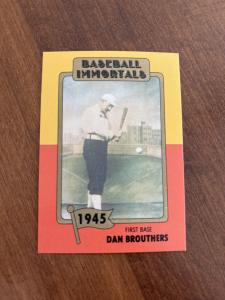 BASEBALL
IMMORTALS
1945
FIRST BASE
DAN BROUTHERS